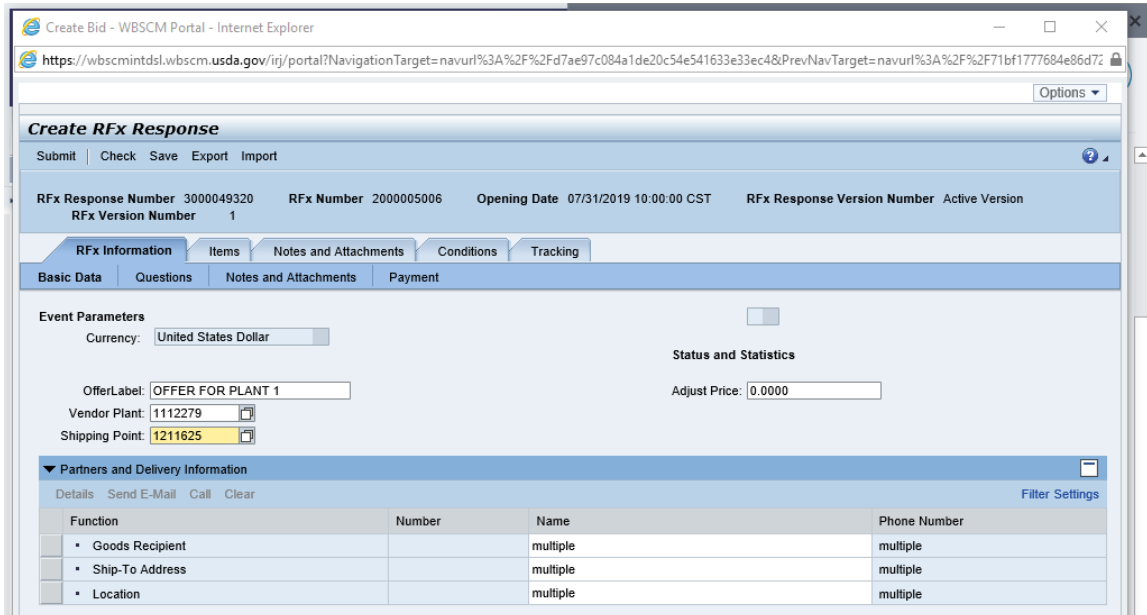 Create Bid - WBSCM Portal - Internet Explorer
https://wbscmintdsl.wbscm.usda.gov/irj/portal?NavigationTarget=navurl%3A%2F%2Fd7ae97c084a1de20c54e541633e33ec4&PrevNavTarget=navurl%3A%2F%2F71bf1777684e86d72
Options
Create RFx Response
Submit | Check Save Export Import
RFx Response Number 3000049320 RFx Number 2000005006 Opening Date 07/31/2019 10:00:00 CST RFx Response Version Number Active Version
RFx Version Number 1
RFx Information Items Notes and Attachments Conditions Tracking
Basic Data Questions Notes and Attachments Payment
Event Parameters
Currency: United States Dollar
Status and Statistics
OfferLabel: OFFER FOR PLANT 1 Adjust Price: 0.0000
Vendor Plant: 1112279
Shipping Point: 1211625
Partners and Delivery Information
Details Send E-Mail Call Clear Filter Settings
Function Number Name Phone Number
Goods Recipient multiple multiple
Ship-To Address multiple multiple
Location multiple multiple